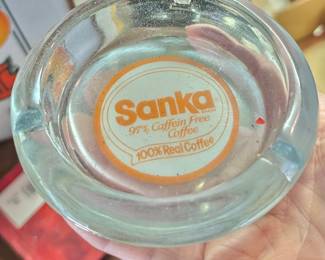 Sanka
97% Caffein Free
Coffee
100% Real Coffee